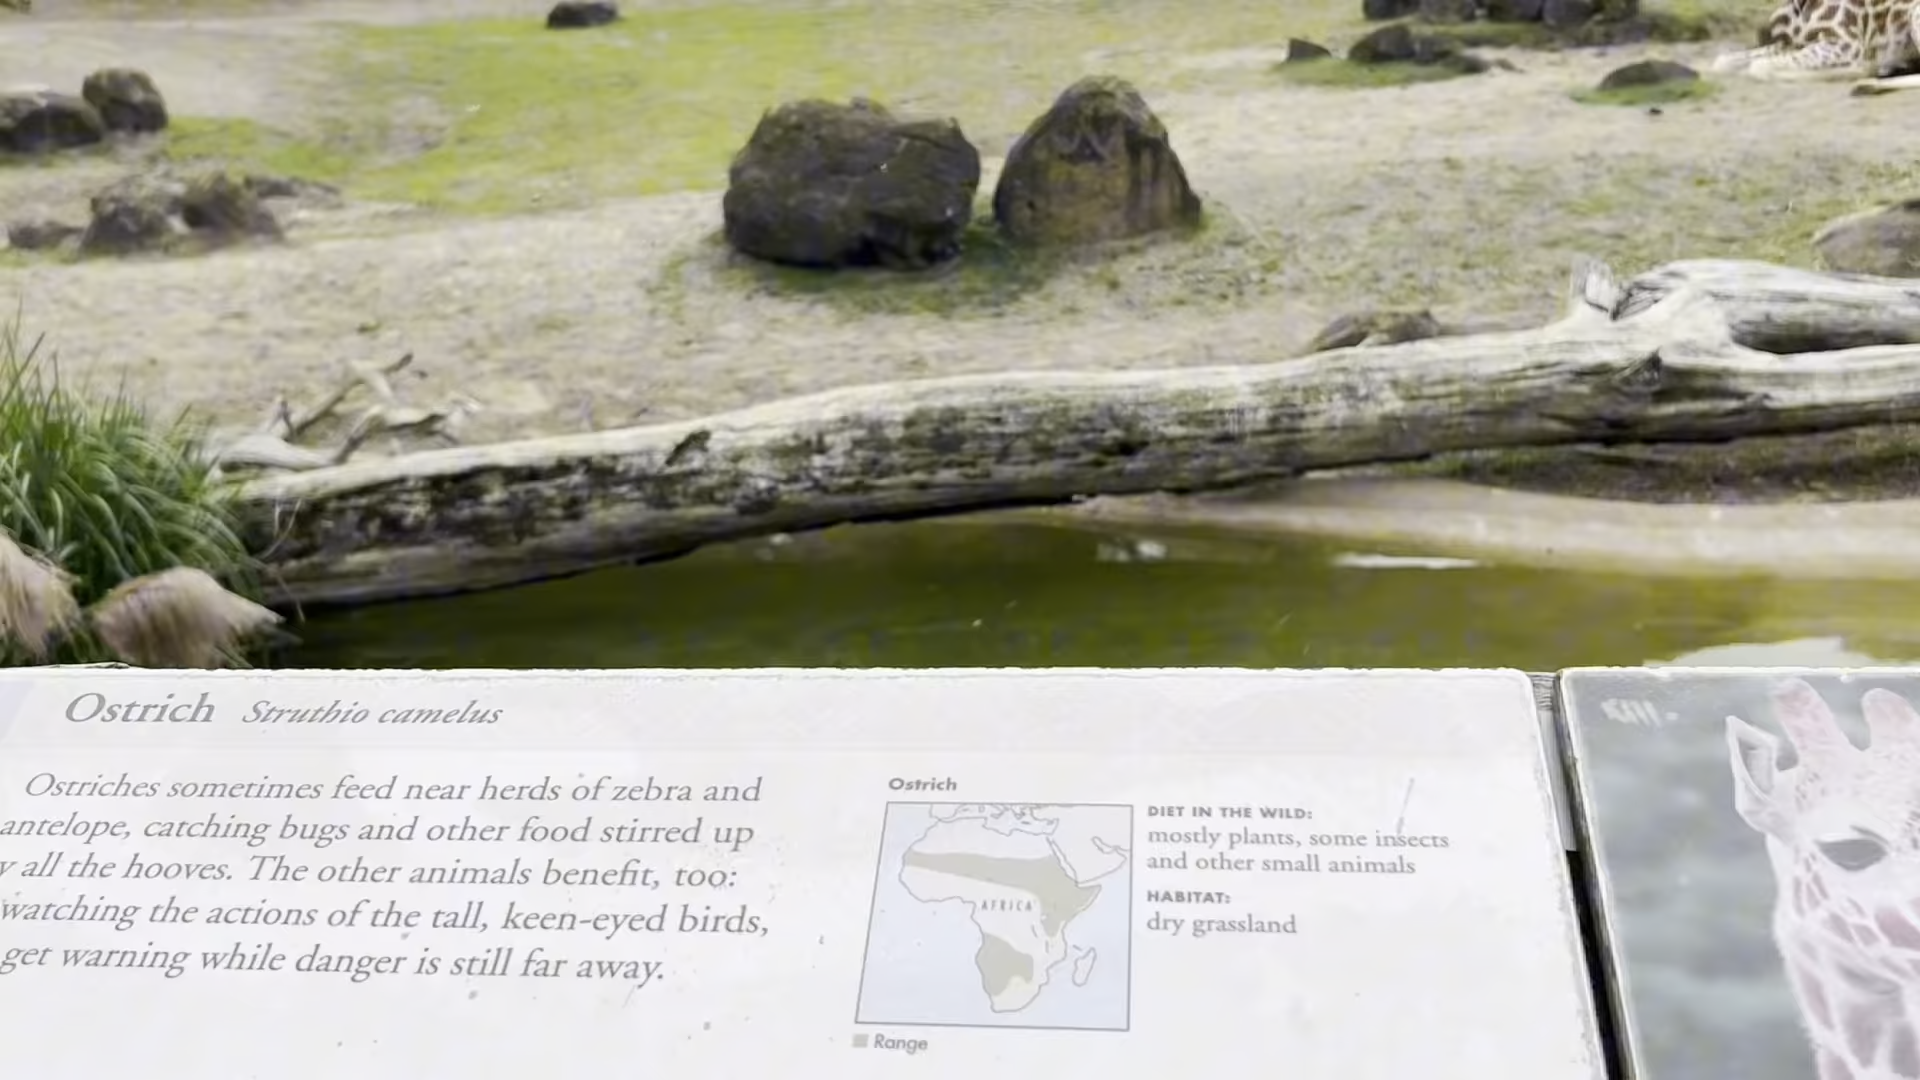 Ostrich Struthio camelus
Ostriches sometimes feed near herds of zebra and
antelope, catching bugs and other food stirred up
y all the hooves. The other animals benefit, too:
watching the actions of the tall, keen-eyed birds,
get warning while danger is still far away.
Ostrich
AFRICA
Range
DIET IN THE WILD:
mostly plants, some insects
and other small animals
HABITAT:
dry grassland